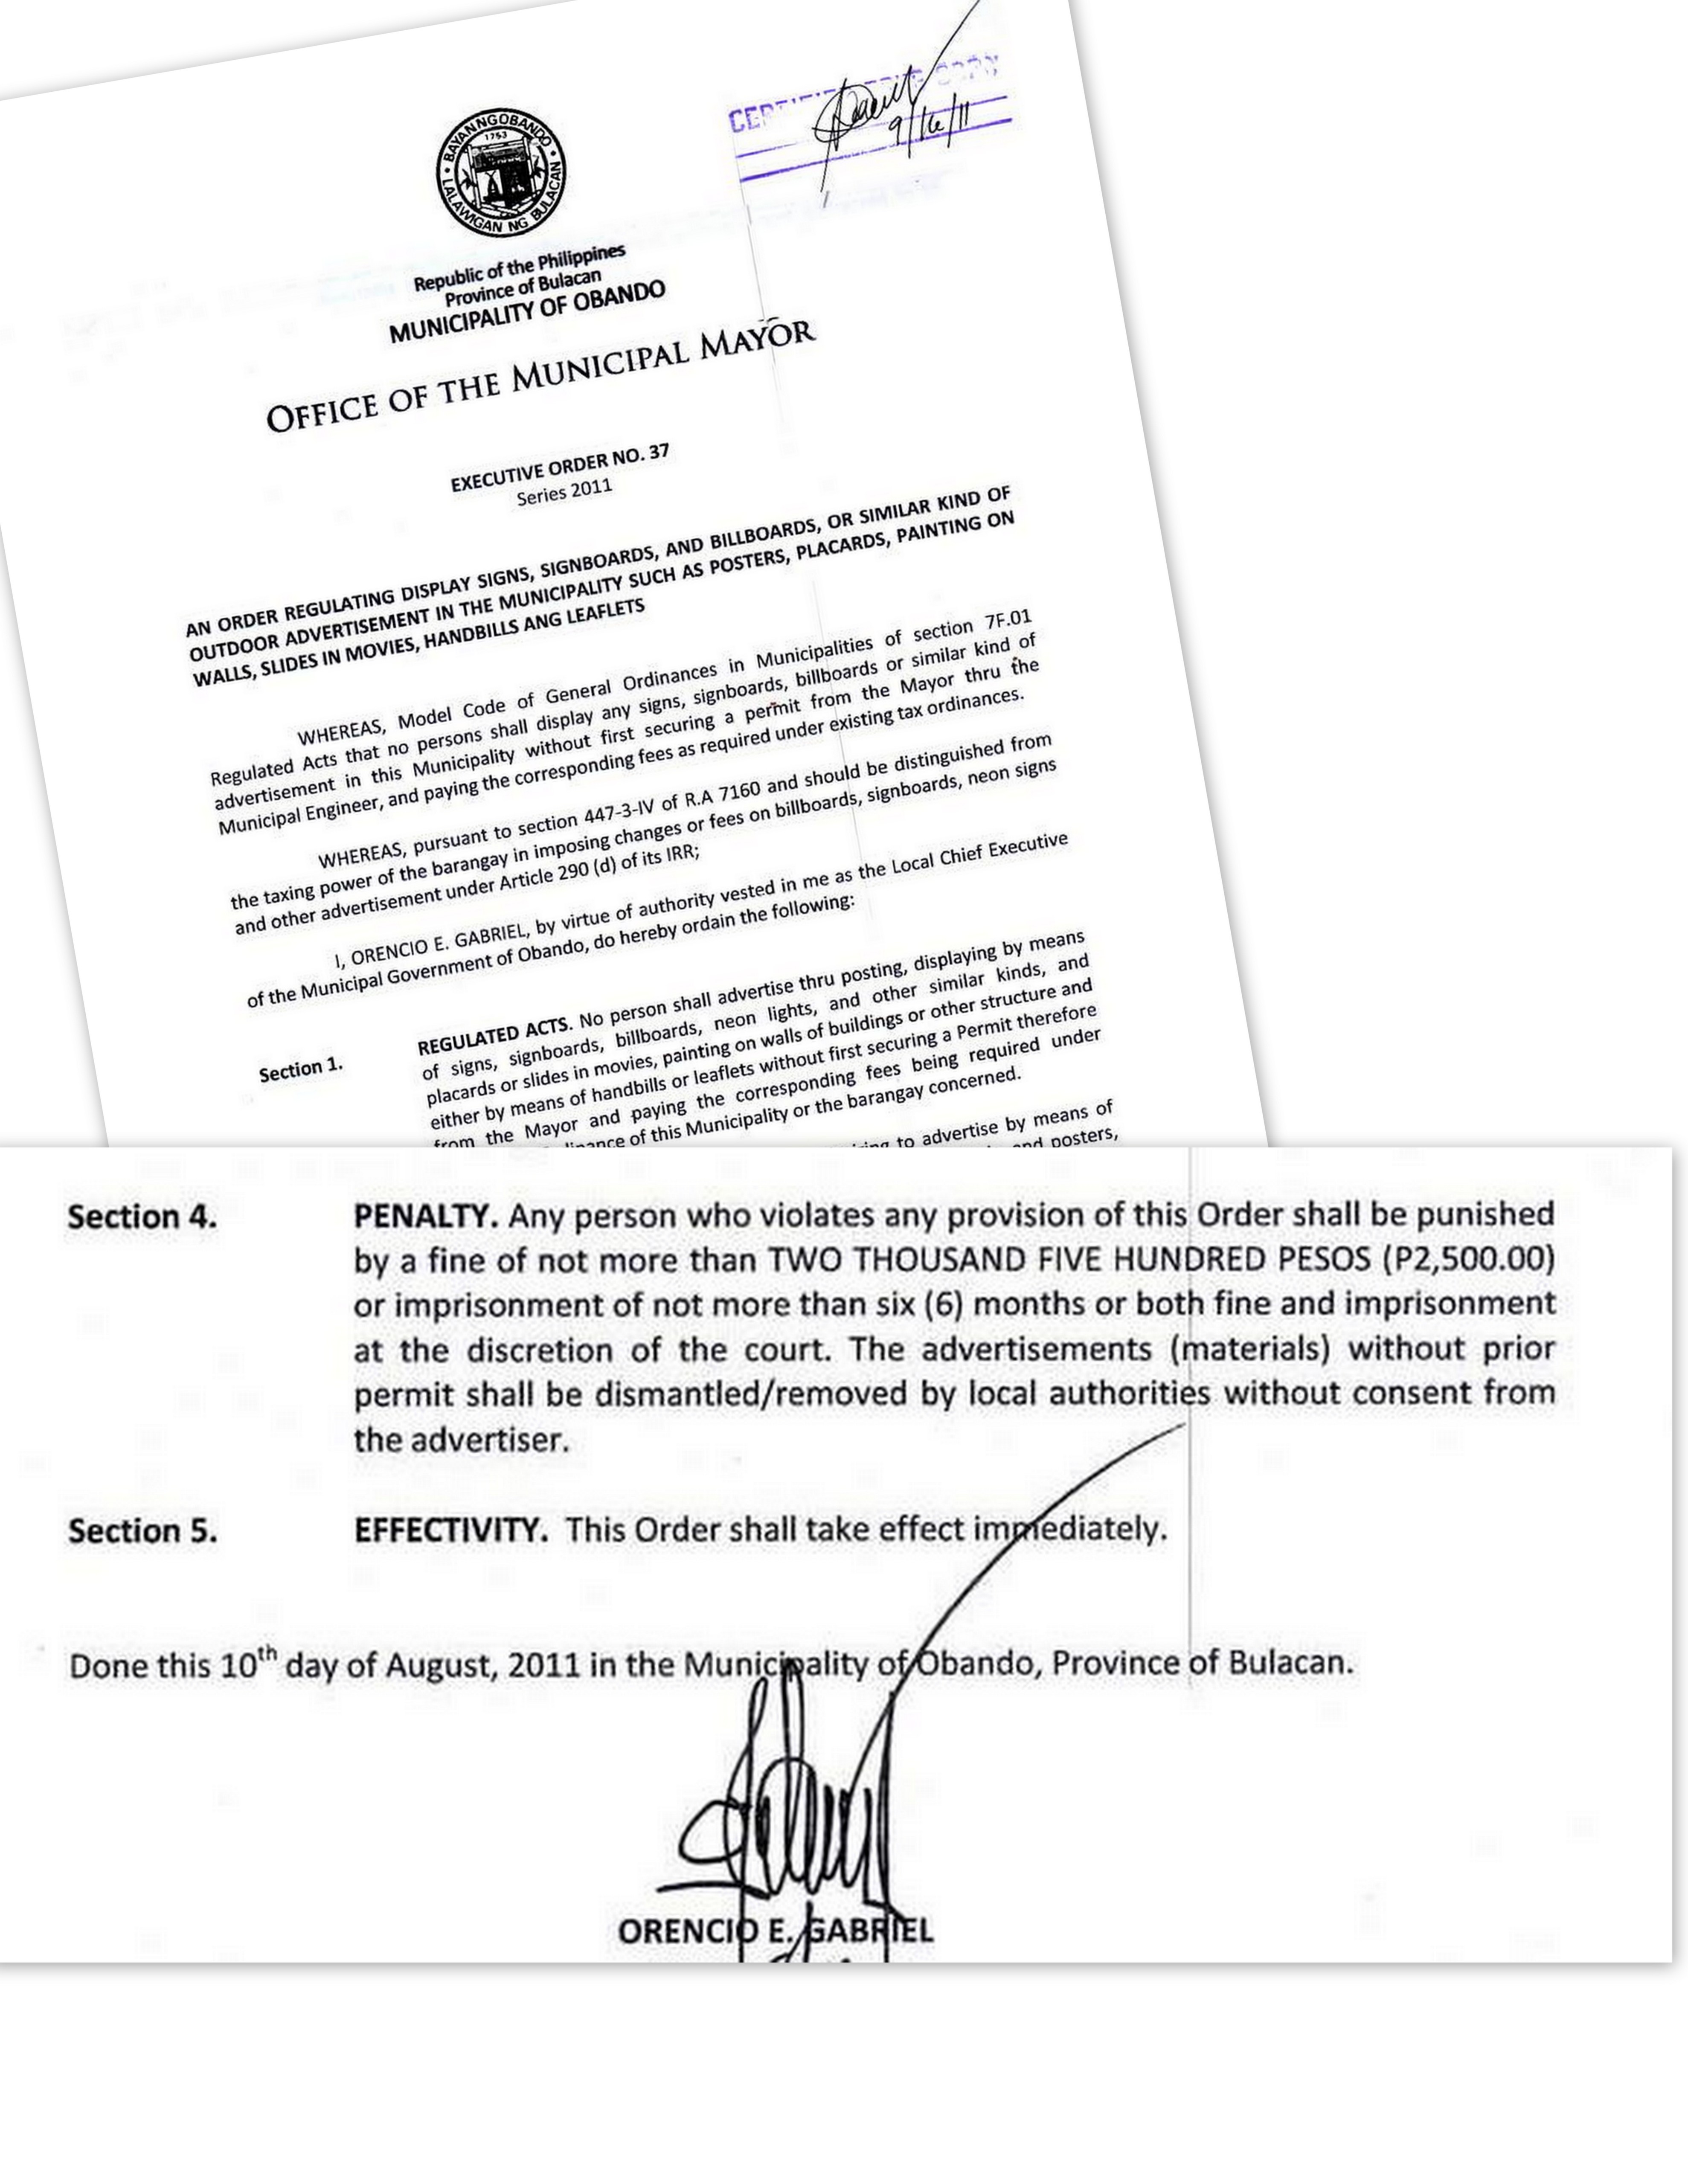 BAYAN NG OBANDO
1753
LALAWIGAN NG BULACAN
CERTIFIED TRUE COPY
9/16/11
Republic of the Philippines
Province of Bulacan
MUNICIPALITY OF OBANDO
OFFICE OF THE MUNICIPAL MAYOR
EXECUTIVE ORDER NO. 37
Series 2011
AN ORDER REGULATING DISPLAY SIGNS, SIGNBOARDS, AND BILLBOARDS, OR SIMILAR KIND OF
OUTDOOR ADVERTISEMENT IN THE MUNICIPALITY SUCH AS POSTERS, PLACARDS, PAINTING ON
WALLS, SLIDES IN MOVIES, HANDBILLS ANG LEAFLETS
WHEREAS, Model Code of General Ordinances in Municipalities of section 7F.01
Regulated Acts that no persons shall display any signs, signboards, billboards or similar kind of
advertisement in this Municipality without first securing a permit from the Mayor thru the
Municipal Engineer, and paying the corresponding fees as required under existing tax ordinances.
WHEREAS, pursuant to section 447-3-IV of R.A 7160 and should be distinguished from
the taxing power of the barangay in imposing changes or fees on billboards, signboards, neon signs
and other advertisement under Article 290 (d) of its IRR;
I, ORENCIO E. GABRIEL, by virtue of authority vested in me as the Local Chief Executive
of the Municipal Government of Obando, do hereby ordain the following:
Section 1. REGULATED ACTS. No person shall advertise thru posting, displaying by means
of signs, signboards, billboards, neon lights, and other similar kinds, and
placards or slides in movies, painting on walls of buildings or other structure and
either by means of handbills or leaflets without first securing a Permit therefore
from the Mayor and paying the corresponding fees being required under
of this Municipality or the barangay concerned.
to advertise by means of
posters,
Section 4. PENALTY. Any person who violates any provision of this Order shall be punished
by a fine of not more than TWO THOUSAND FIVE HUNDRED PESOS (P2,500.00)
or imprisonment of not more than six (6) months or both fine and imprisonment
at the discretion of the court. The advertisements (materials) without prior
permit shall be dismantled/removed by local authorities without consent from
the advertiser.
Section 5. EFFECTIVITY. This Order shall take effect immediately.
Done this 10th day of August, 2011 in the Municipality of Obando, Province of Bulacan.
ORENCIO E. GABRIEL